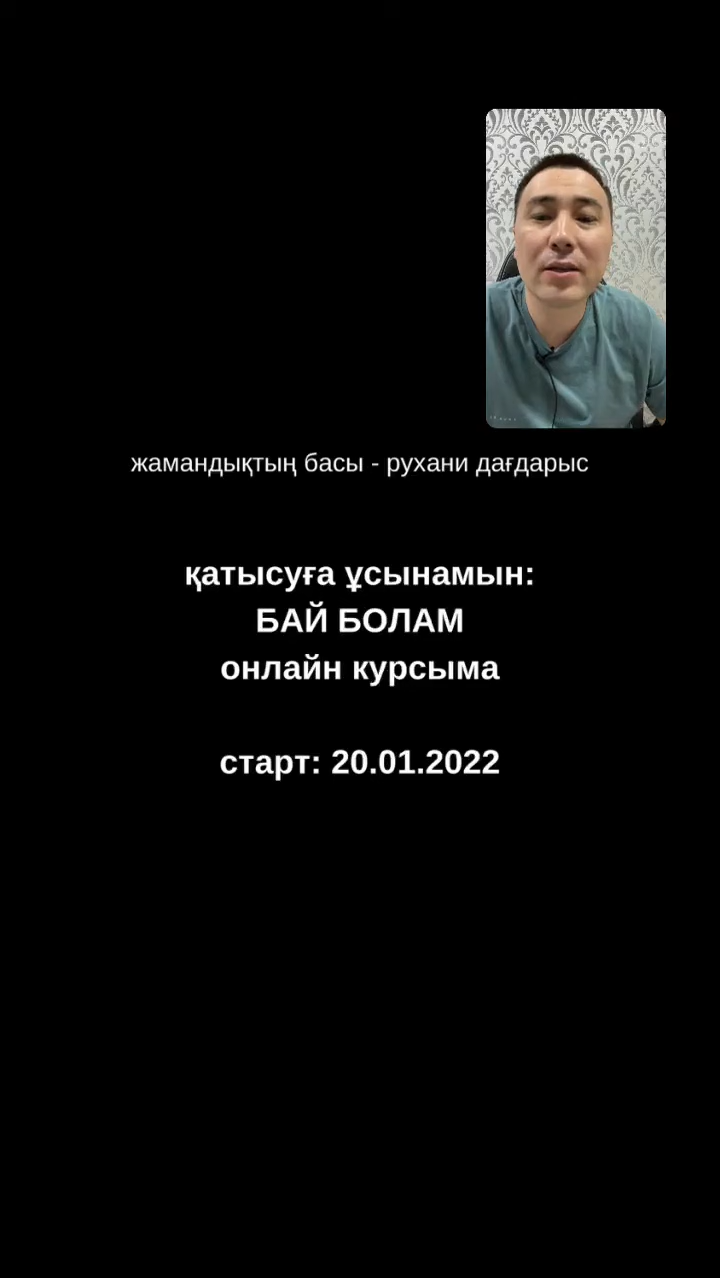 жамандықтың басы - рухани дағдарыс
қатысуға ұсынамын:
БАЙ БОЛАМ
онлайн курсыма
старт: 20.01.2022